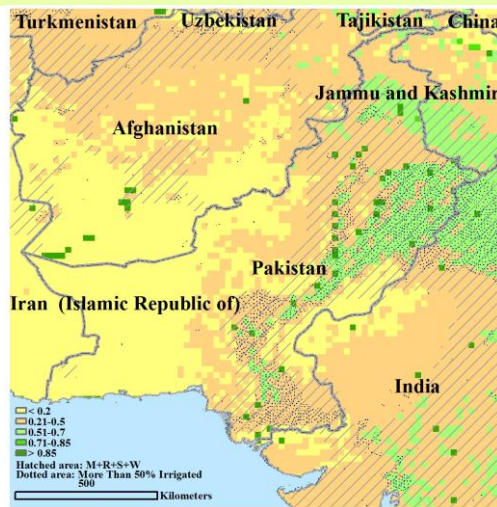 Turkmenistan
Uzbekistan
Tajikistan
China
Jammu and Kashmir
Afghanistan
Pakistan
Iran (Islamic Republic of)
India
< 0.2
0.21-0.5
0.51-0.7
0.71-0.85
> 0.85
Hatched area: M+R+S+W
Dotted area: More Than 50% Irrigated
500
Kilometers